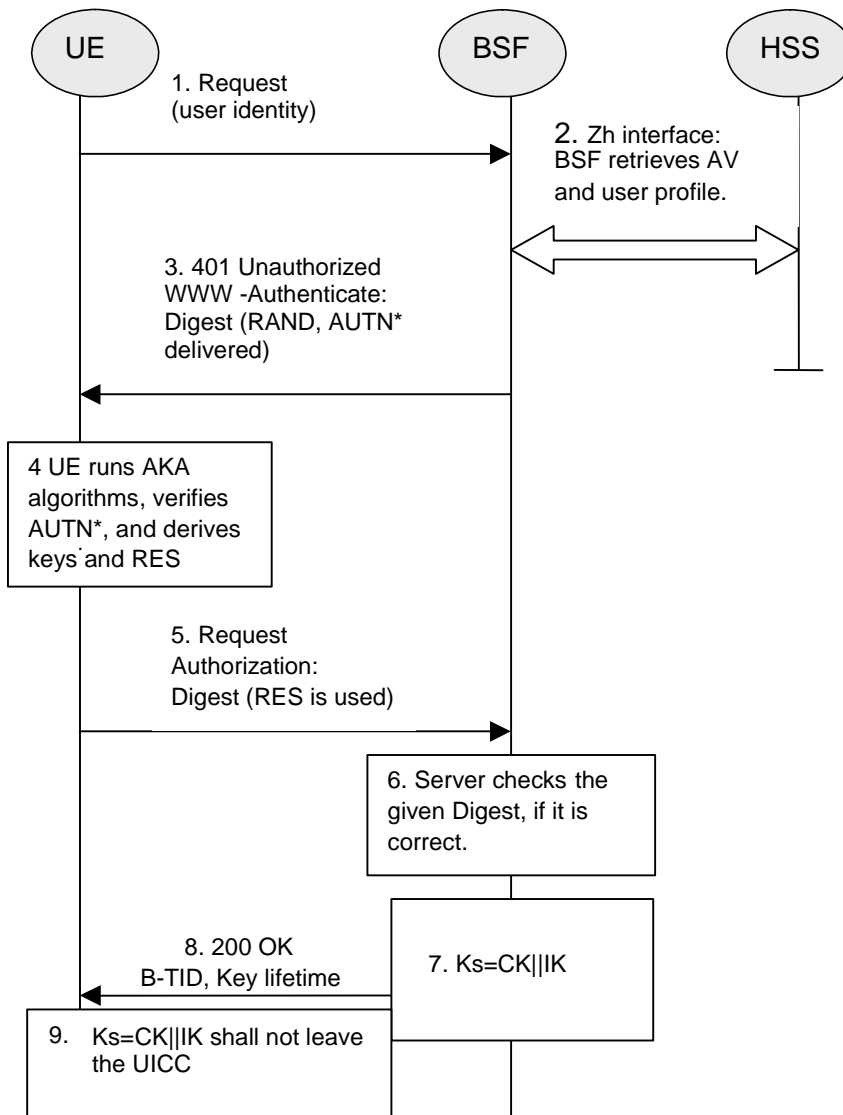 UE
BSF
HSS
1. Request
(user identity)
2. Zh interface:
BSF retrieves AV
and user profile.
3. 401 Unauthorized
WWW -Authenticate:
Digest (RAND, AUTN*
delivered)
4 UE runs AKA
algorithms, verifies
AUTN*, and derives
keys and RES
5. Request
Authorization:
Digest (RES is used)
6. Server checks the
given Digest, if it is
correct.
7. Ks=CK||IK
8. 200 OK
B-TID, Key lifetime
9. Ks=CK||IK shall not leave
the UICC